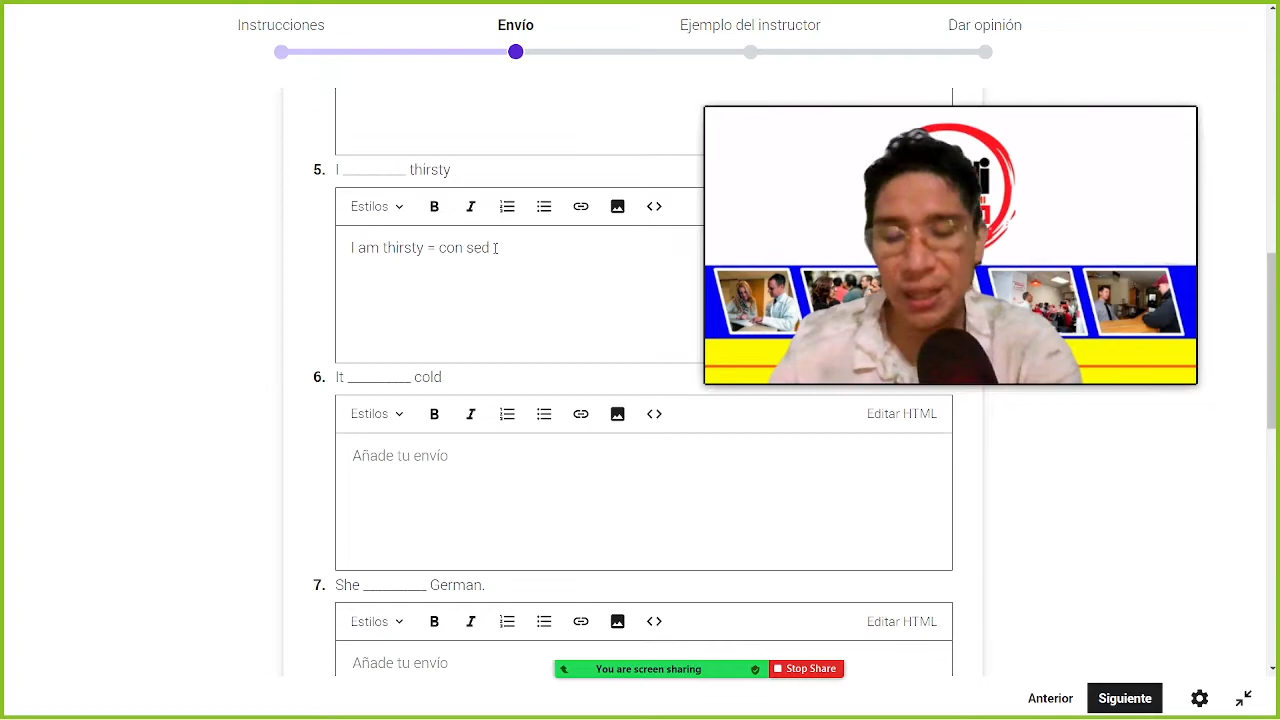 Instrucciones
Envío
Ejemplo del instructor
Dar opinión
5. I ________ thirsty
Estilos
I am thirsty = con sed
6. It ________ cold
Estilos
Editar HTML
Añade tu envío
7. She ________ German.
Estilos
Editar HTML
Añade tu envío
You are screen sharing
Stop Share
Anterior
Siguiente